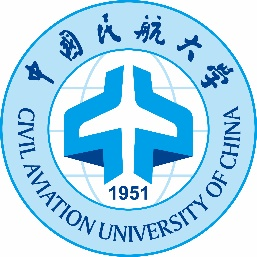 中国民航大学
1951
CIVIL AVIATION UNIVERSITY OF CHINA